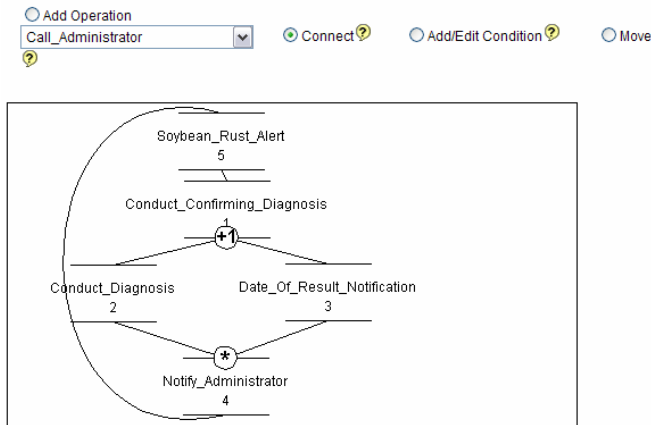 Add Operation
Call_Administrator
Connect ?
Add/Edit Condition ?
Move
?
Soybean_Rust_Alert
5
Conduct_Confirming_Diagnosis
1
+1
Conduct_Diagnosis
2
Date_Of_Result_Notification
3
*
Notify_Administrator
4